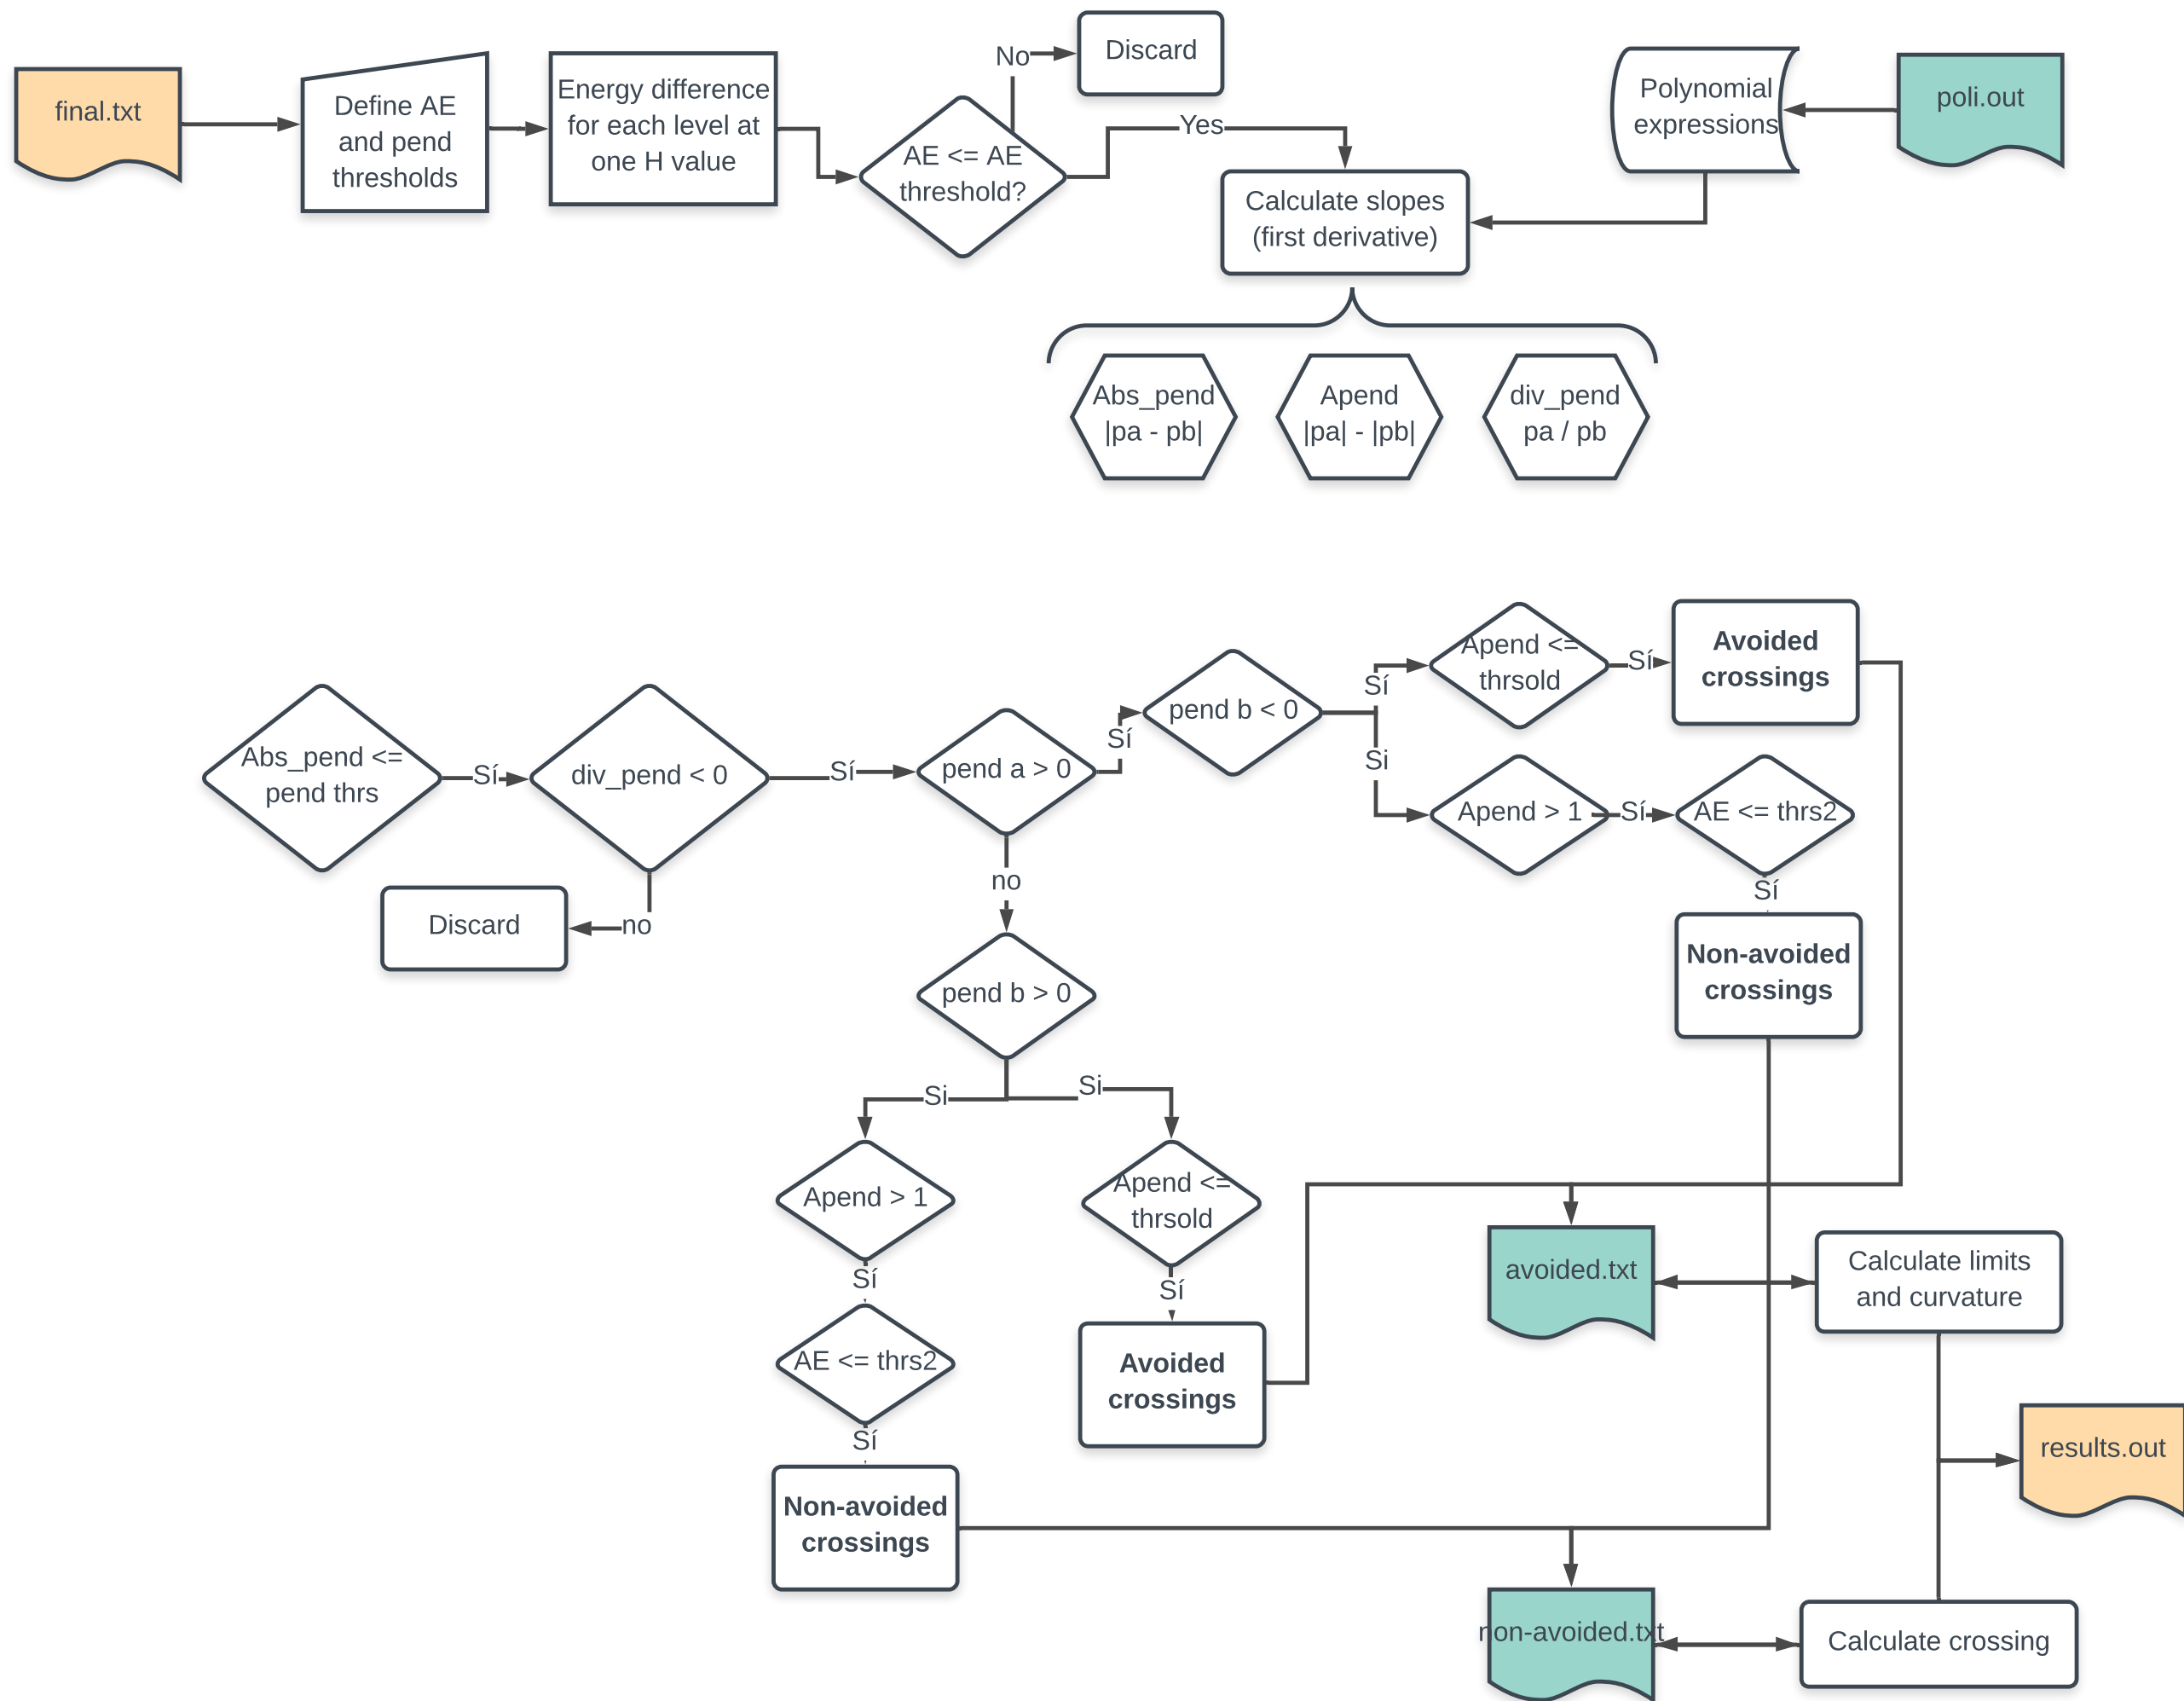 final.txt
Define AE
and pend
thresholds
Energy difference
for each level at
one H value
AE <= AE
threshold?
No
Discard
Yes
Calculate slopes
(first derivative)
Polynomial
expressions
poli.out
Abs_pend
|pa - pb|
Apend
|pa| - |pb|
div_pend
pa / pb
Abs_pend <=
pend thrs
Sí
div_pend < 0
no
Discard
Sí
pend a > 0
Sí
pend b < 0
Sí
Apend <=
thrsold
Sí
Avoided
crossings
Si
Apend > 1
Sí
AE <= thrs2
Sí
Non-avoided
crossings
no
pend b > 0
Si
Si
Apend > 1
Sí
AE <= thrs2
Sí
Non-avoided
crossings
Apend <=
thrsold
Sí
Avoided
crossings
avoided.txt
Calculate limits
and curvature
results.out
non-avoided.txt
Calculate crossing